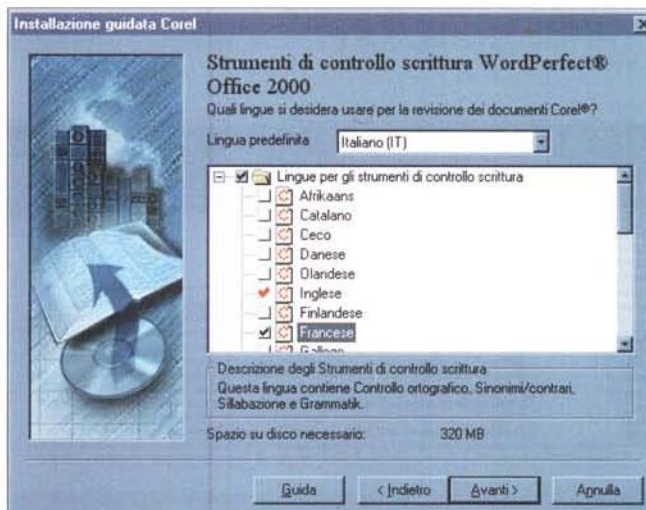 Installazione guidata Corel
Strumenti di controllo scrittura WordPerfect®
Office 2000
Quali lingue si desidera usare per la revisione dei documenti Corel®?
Lingua predefinita
Italiano (IT)
Lingue per gli strumenti di controllo scrittura
Afrikaans
Catalano
Ceco
Danese
Olandese
Inglese
Finlandese
Francese
Gallego
Descrizione degli Strumenti di controllo scrittura
Questa lingua contiene Controllo ortografico, Sinonimi/contrari,
Sillabazione e Grammatik.
Spazio su disco necessario: 320 MB
Guida < Indietro Avanti > Annulla